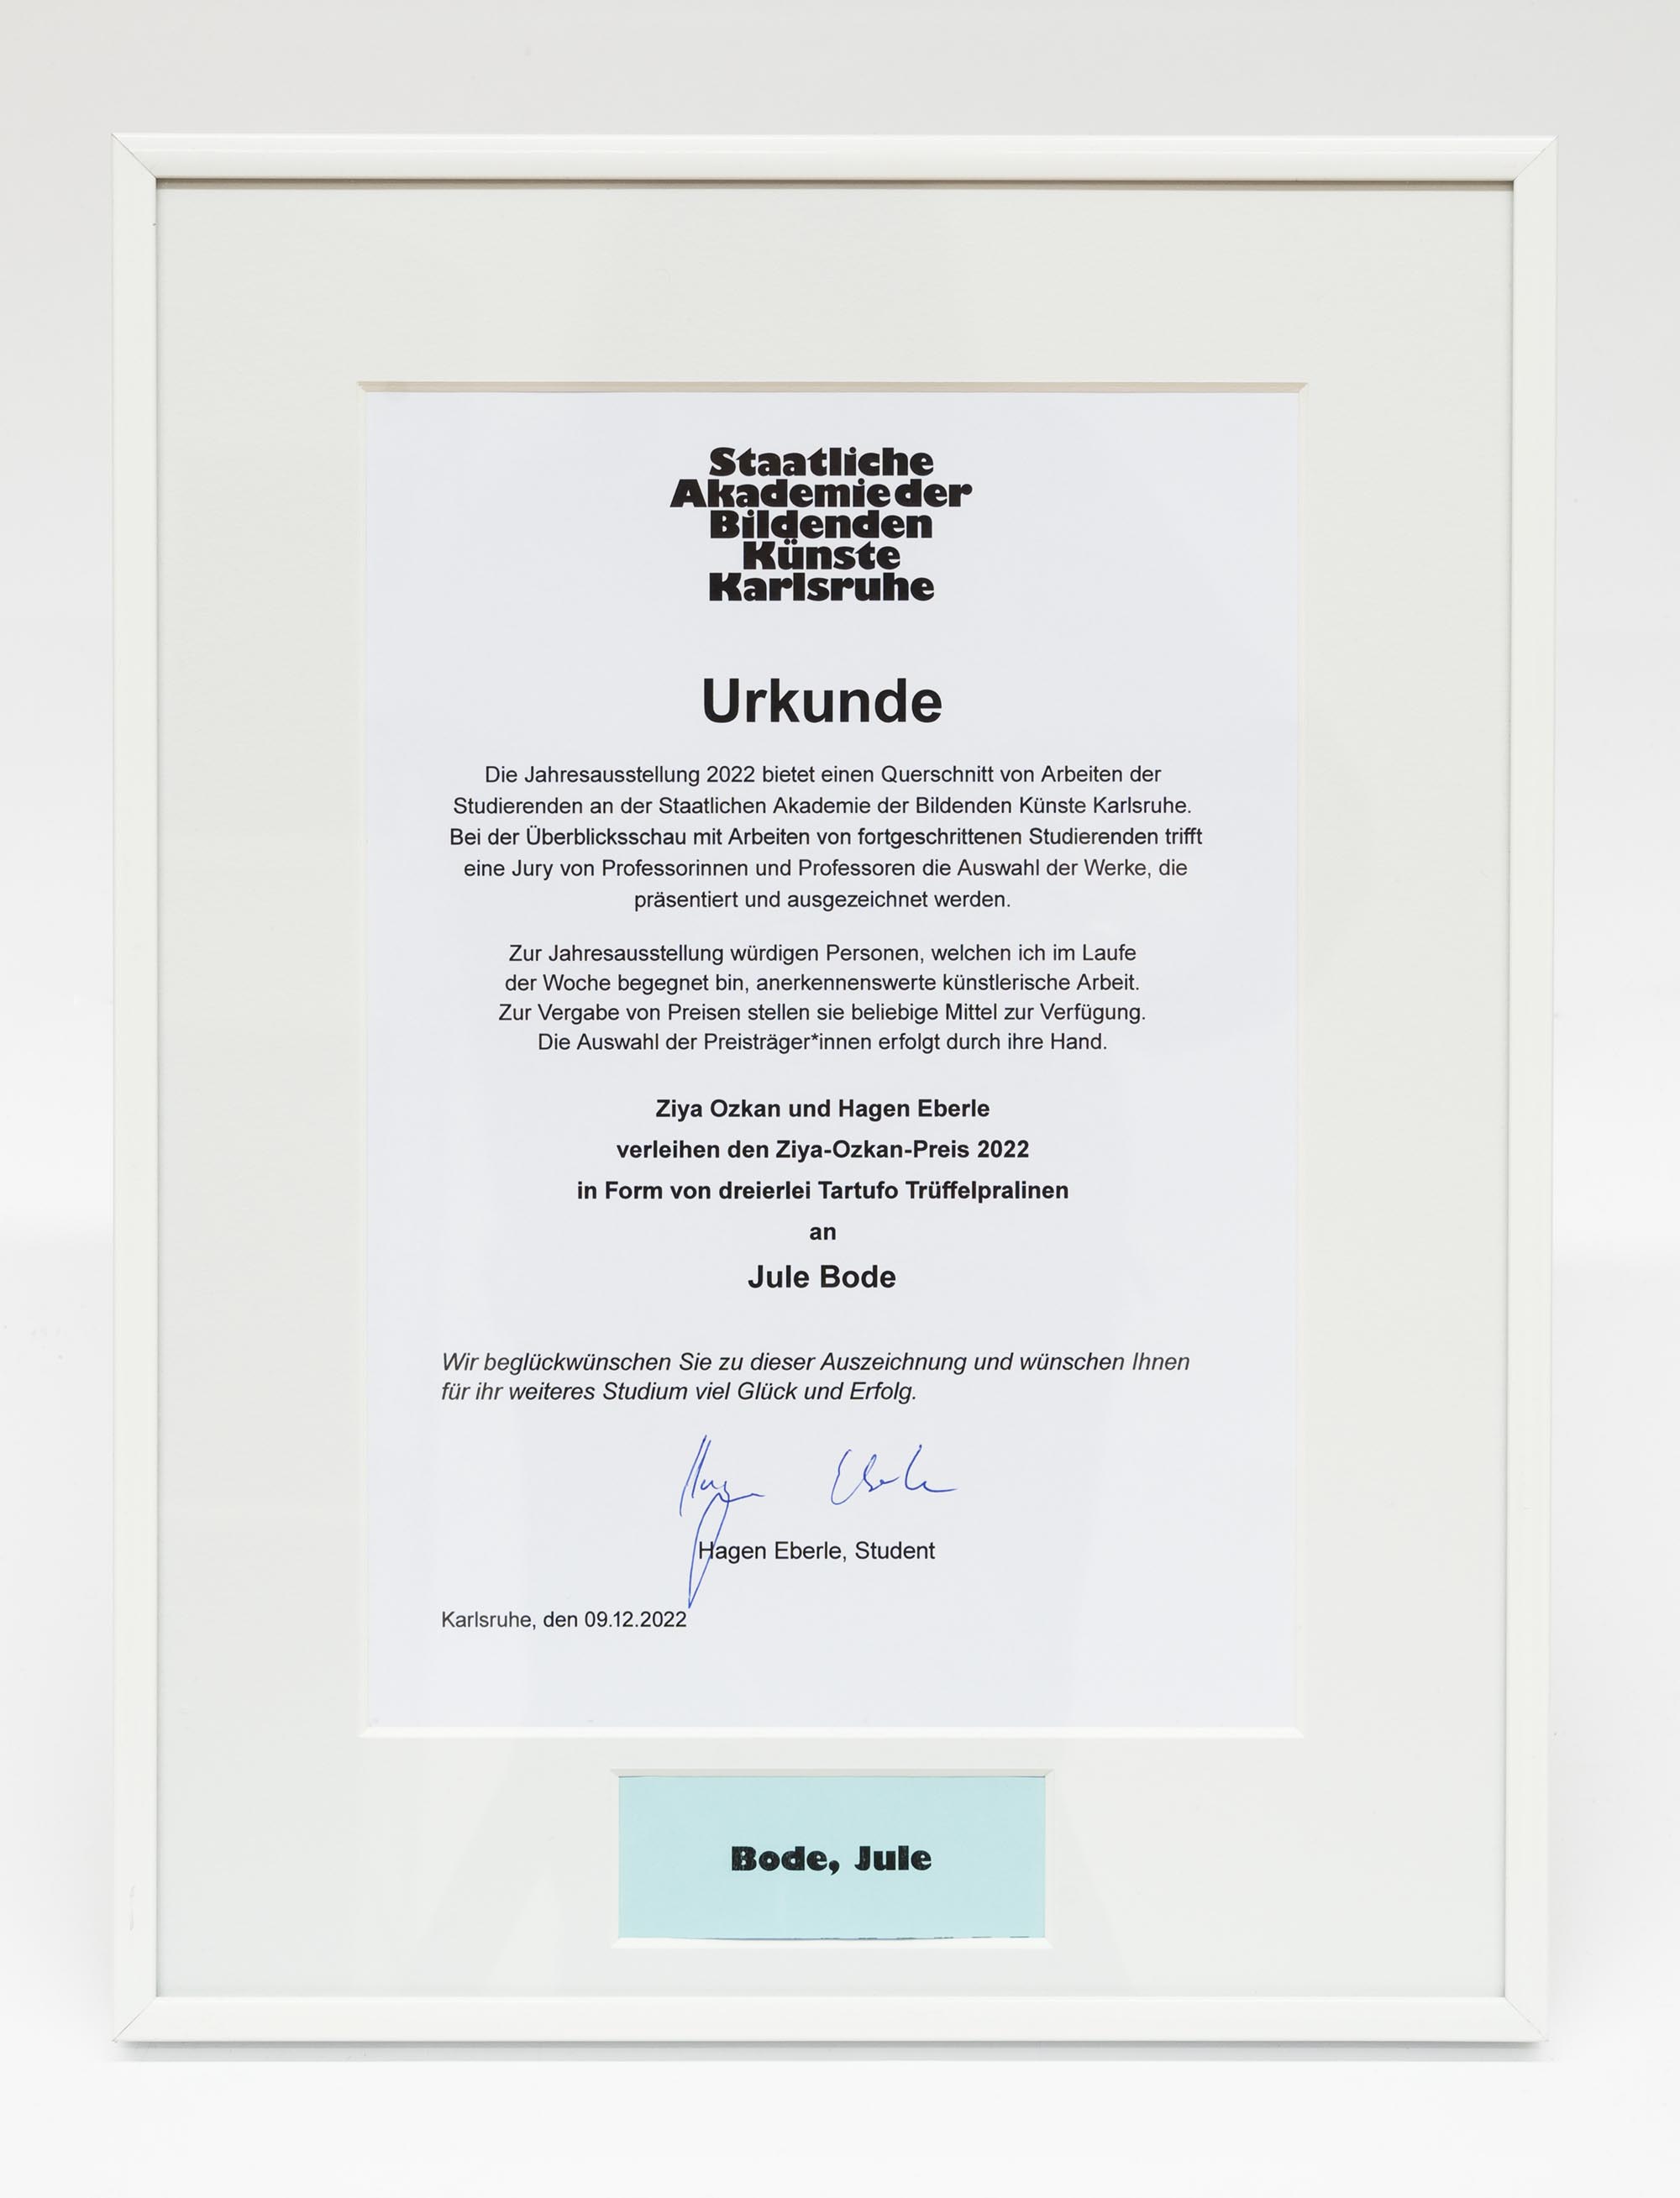 Staatliche
Akademie der
Bildenden
Künste
Karlsruhe
Urkunde
Die Jahresausstellung 2022 bietet einen Querschnitt von Arbeiten der
Studierenden an der Staatlichen Akademie der Bildenden Künste Karlsruhe.
Bei der Überblicksschau mit Arbeiten von fortgeschrittenen Studierenden trifft
eine Jury von Professorinnen und Professoren die Auswahl der Werke, die
präsentiert und ausgezeichnet werden.
Zur Jahresausstellung würdigen Personen, welchen ich im Laufe
der Woche begegnet bin, anerkennenswerte künstlerische Arbeit.
Zur Vergabe von Preisen stellen sie beliebige Mittel zur Verfügung.
Die Auswahl der Preisträger*innen erfolgt durch ihre Hand.
Ziya Ozkan und Hagen Eberle
verleihen den Ziya-Ozkan-Preis 2022
in Form von dreierlei Tartufo Trüffelpralinen
an
Jule Bode
Wir beglückwünschen Sie zu dieser Auszeichnung und wünschen Ihnen
für ihr weiteres Studium viel Glück und Erfolg.
Hagen Eberle
Hagen Eberle, Student
Karlsruhe, den 09.12.2022
Bode, Jule